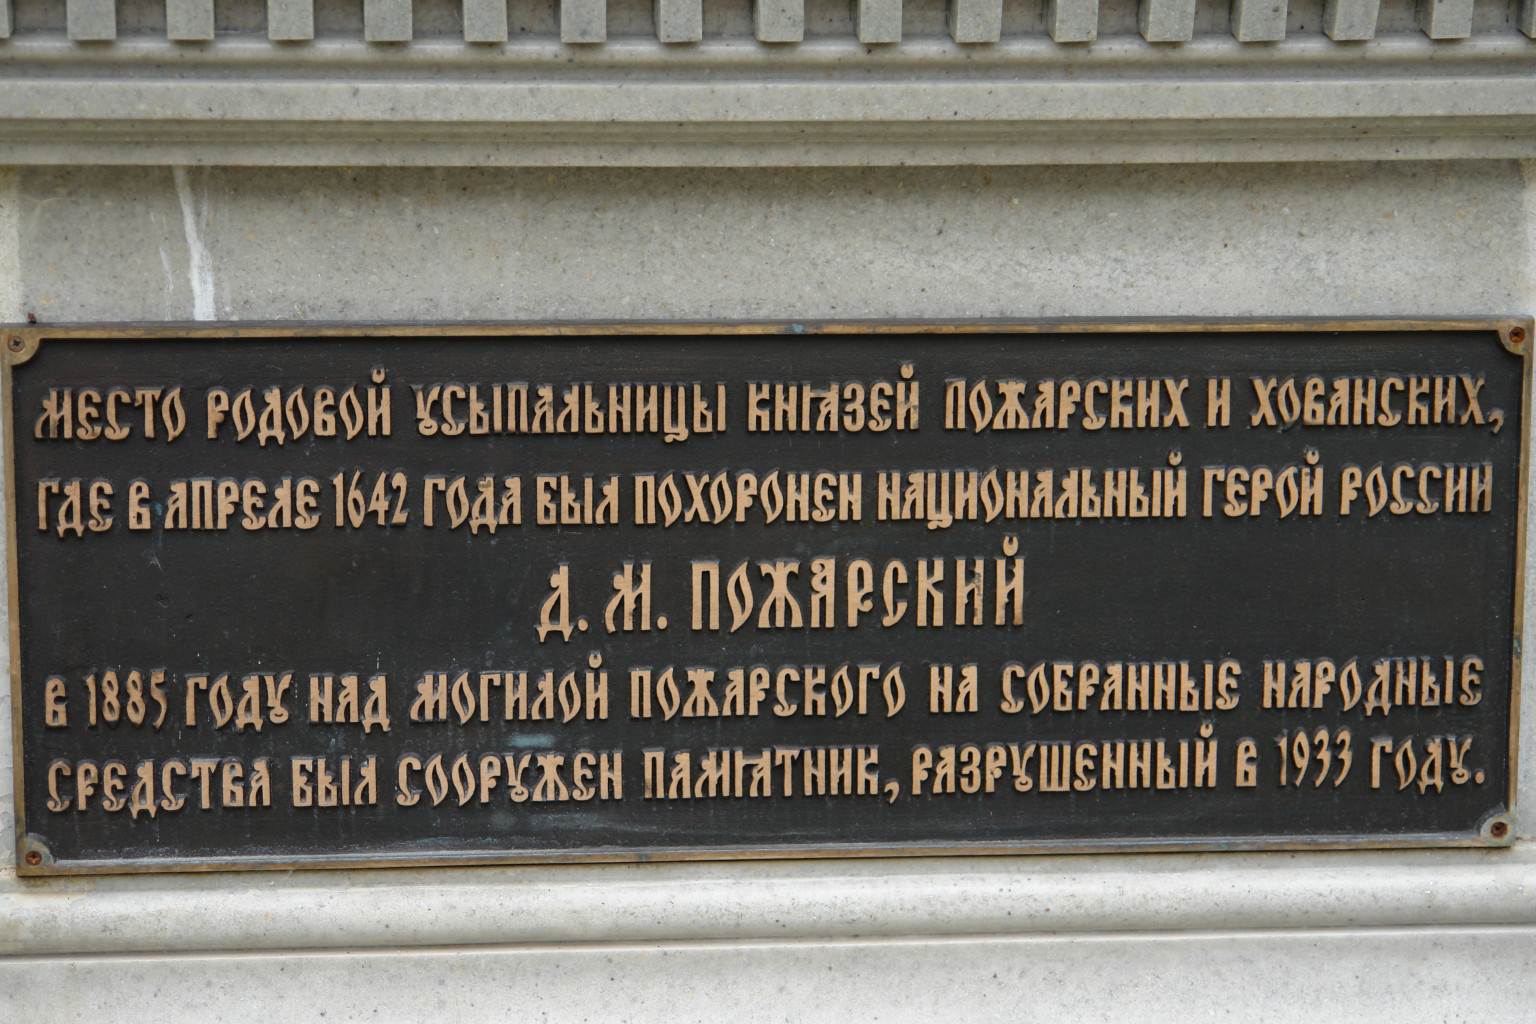 МЕСТО РОДОВОЙ УСЫПАЛЬНИЦЫ КНЯЗЕЙ ПОЖАРСКИХ И ХОВАНСКИХ,
ГДЕ В АПРЕЛЕ 1642 ГОДА БЫЛ ПОХОРОНЕН НАЦИОНАЛЬНЫЙ ГЕРОЙ РОССИИ
Д. М. ПОЖАРСКИЙ
В 1885 ГОДУ НАД МОГИЛОЙ ПОЖАРСКОГО НА СОБРАННЫЕ НАРОДНЫЕ
СРЕДСТВА БЫЛ СООРУЖЕН ПАМЯТНИК, РАЗРУШЕННЫЙ В 1933 ГОДУ.